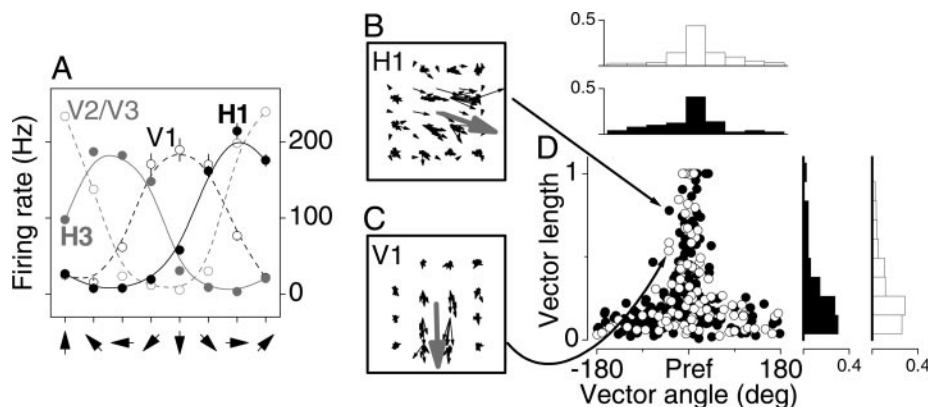 A
V2/V3
V1
H1
H3
Firing rate (Hz)
200
100
0
B
H1
C
V1
0.5
0.5
D
1
0
Vector length
-180
Pref
180
Vector angle (deg)
0.4
0.4